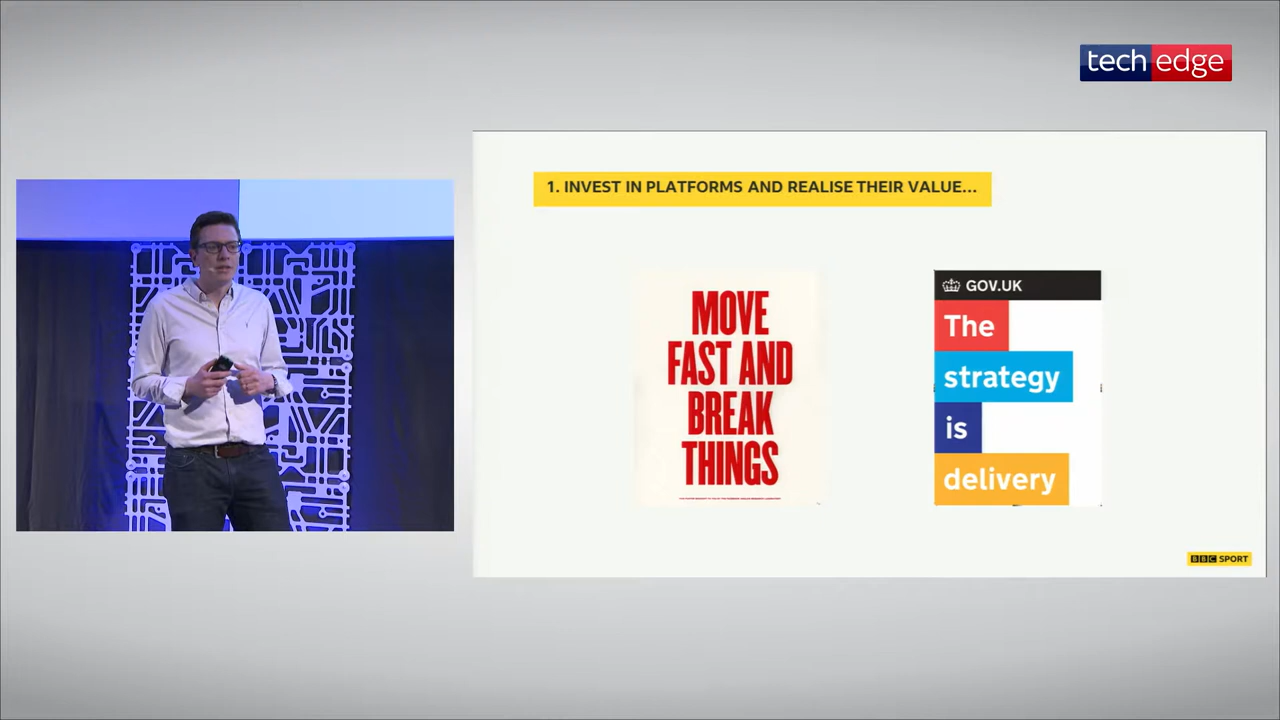 tech edge
1. INVEST IN PLATFORMS AND REALISE THEIR VALUE...
MOVE
FAST AND
BREAK
THINGS
GOV.UK
The
strategy
is
delivery
BBC SPORT